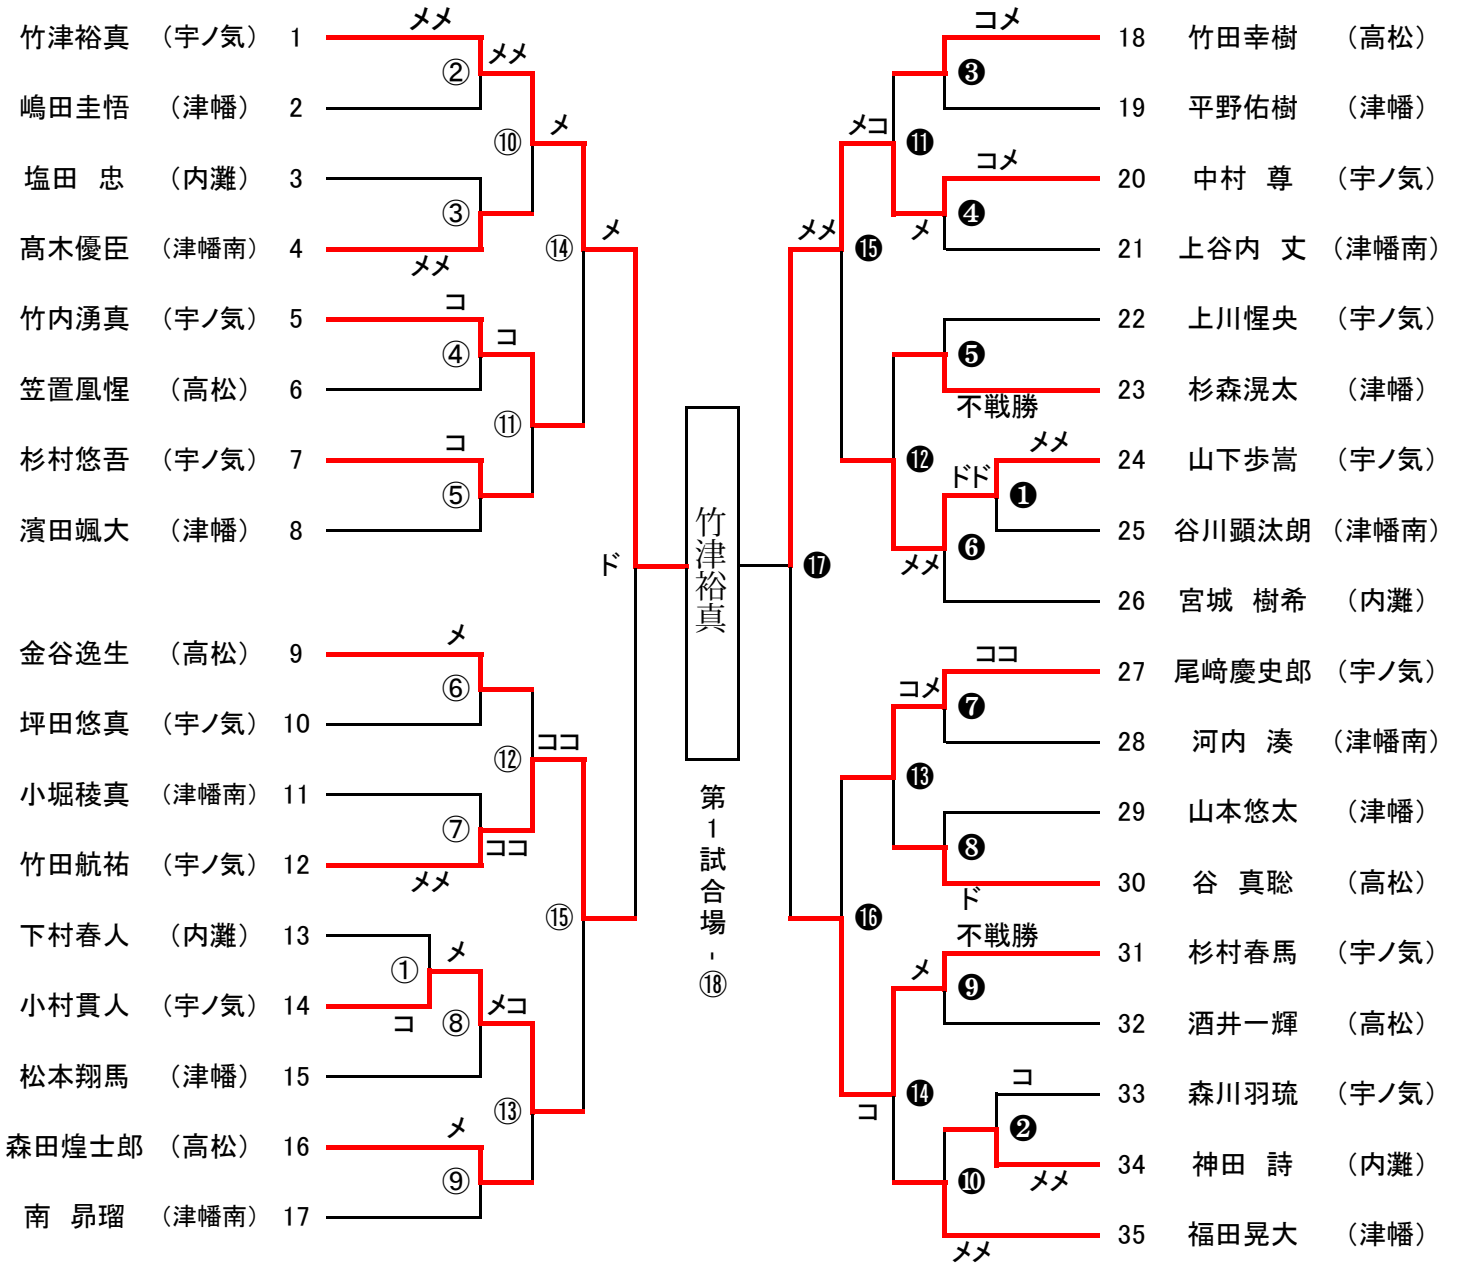 竹津裕真 （宇ノ気） 1
嶋田圭悟 （津幡） 2
塩田 忠 （内灘） 3
髙木優臣 （津幡南） 4
竹内湧真 （宇ノ気） 5
笠置凰惺 （高松） 6
杉村悠吾 （宇ノ気） 7
濱田颯大 （津幡） 8
金谷逸生 （高松） 9
坪田悠真 （宇ノ気） 10
小堀稜真 （津幡南） 11
竹田航祐 （宇ノ気） 12
下村春人 （内灘） 13
小村貫人 （宇ノ気） 14
松本翔馬 （津幡） 15
森田煌士郎 （高松） 16
南 昴瑠 （津幡南） 17
メメ
②
メメ
③
メメ
⑩
メ
コ
④
コ
コ
⑤
⑪
⑭
メ
メ
⑥
⑦
メメ
ココ
⑫
ココ
①
コ
メ
⑧
メコ
メ
⑨
⑬
⑮
ド
竹津裕真
第1試合場-⑱
18 竹田幸樹 （高松）
19 平野佑樹 （津幡）
20 中村 尊 （宇ノ気）
21 上谷内 丈 （津幡南）
22 上川惺央 （宇ノ気）
23 杉森滉太 （津幡）
24 山下歩嵩 （宇ノ気）
25 谷川顕汰朗 （津幡南）
26 宮城 樹希 （内灘）
27 尾﨑慶史郎 （宇ノ気）
28 河内 湊 （津幡南）
29 山本悠太 （津幡）
30 谷 真聡 （高松）
31 杉村春馬 （宇ノ気）
32 酒井一輝 （高松）
33 森川羽琉 （宇ノ気）
34 神田 詩 （内灘）
35 福田晃大 （津幡）
コメ
❸
コメ
❹
メ
⓫
メコ
❺
不戦勝
メメ
❶
ドド
❻
メメ
⓬
⓯
メメ
⓱
ココ
❼
コメ
❽
ド
⓭
不戦勝
❾
メ
コ
❷
メメ
❿
メメ
⓮
コ
⓰